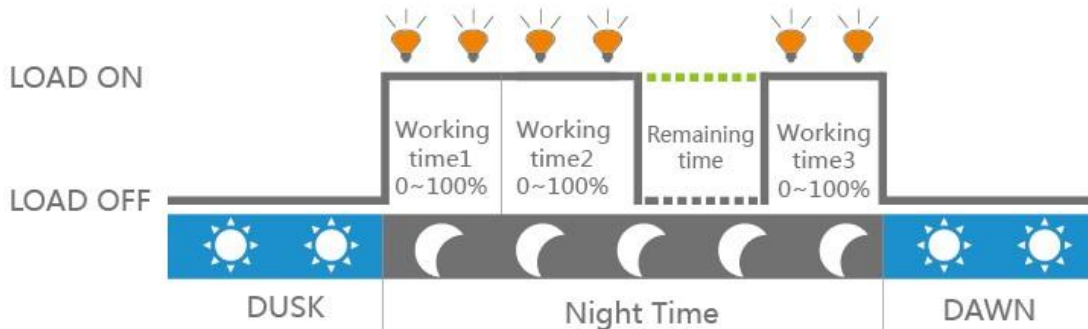 LOAD ON
Working
time1
0~100%
Working
time2
0~100%
Remaining
time
Working
time3
0~100%
LOAD OFF
DUSK
Night Time
DAWN